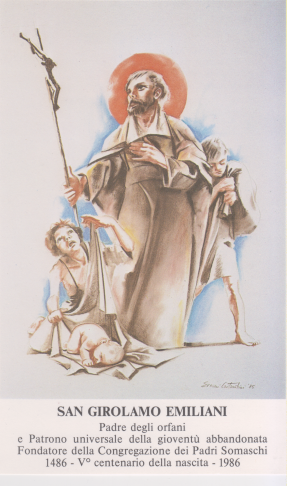 SAN GIROLAMO EMILIANI
Padre degli orfani
e Patrono universale della gioventù abbandonata
Fondatore della Congregazione dei Padri Somaschi
1486 - V° centenario della nascita - 1986